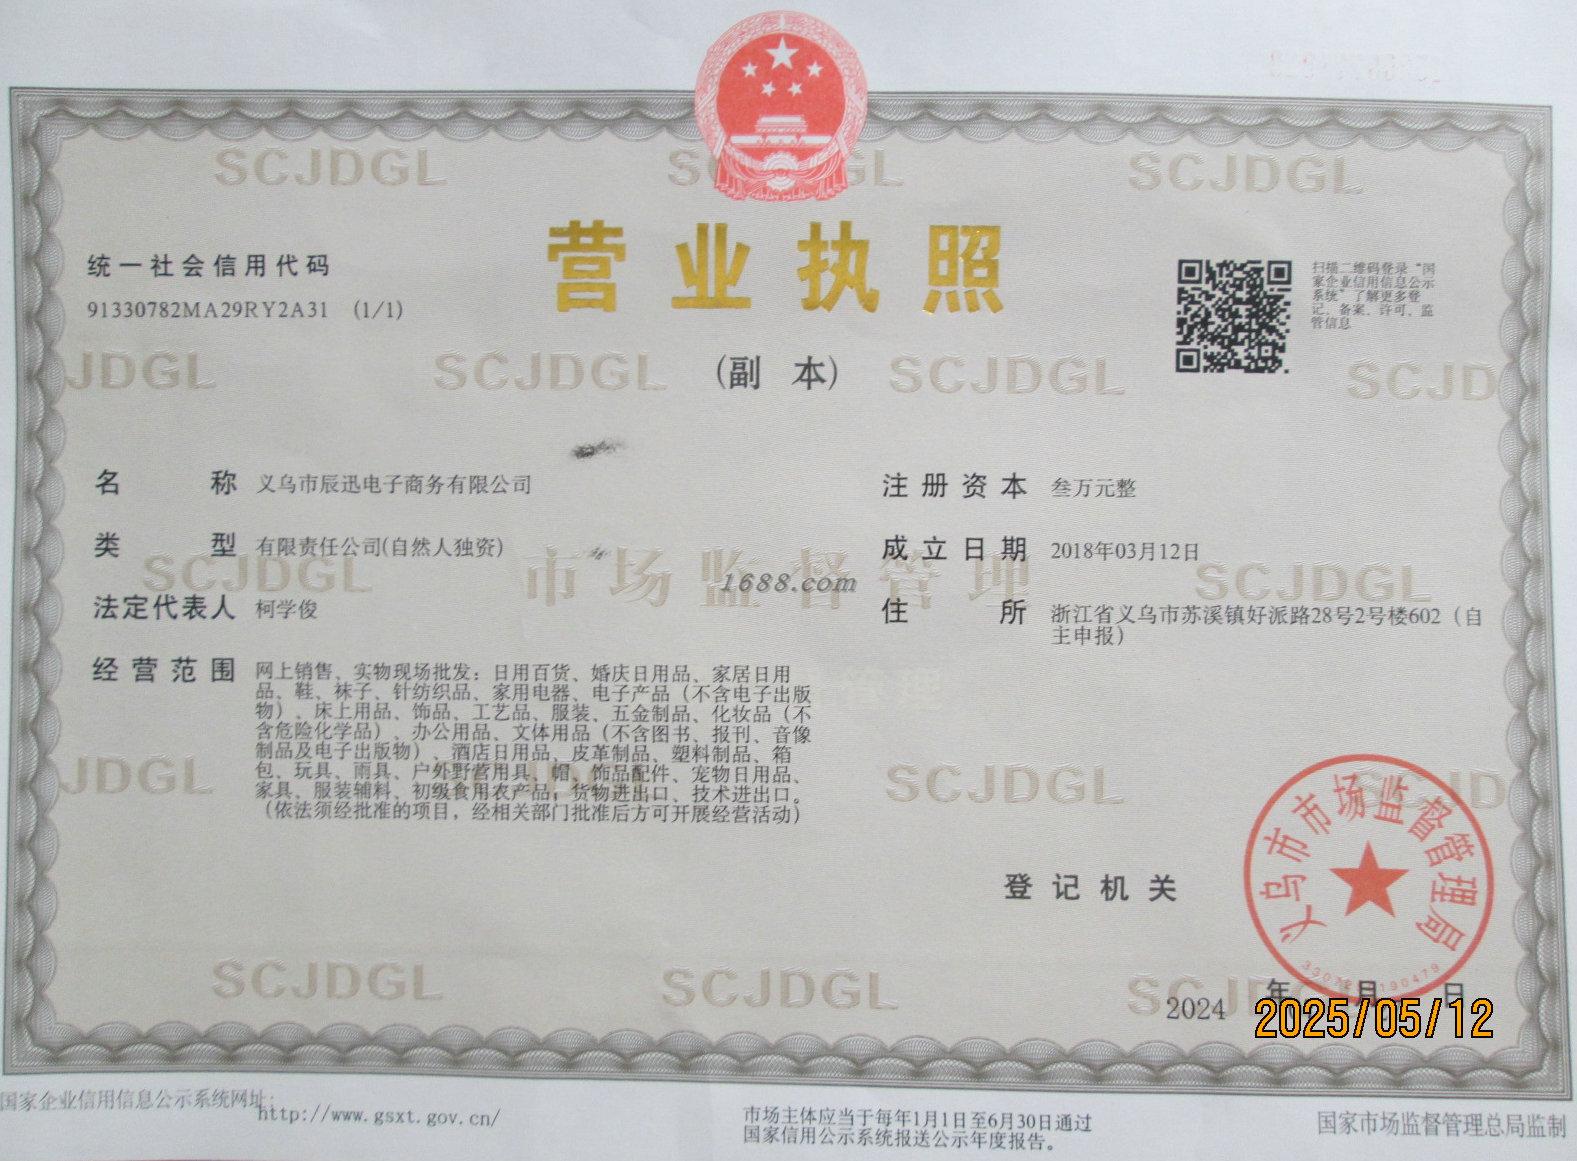 SCJDGL SCJDGL SCJDGL
营业执照
(副 本)
统一社会信用代码
91330782MA29RY2A31 (1/1)
扫描二维码登录“国
家企业信用信息公示
系统”了解更多登
记、备案、许可、监
管信息
JDGL SCJDGL SCJDGL SCJD
名 称 义乌市辰迅电子商务有限公司
类 型 有限责任公司(自然人独资)
法定代表人 柯学俊
经营范围 网上销售、实物现场批发：日用百货、婚庆日用品、家居日用
品、鞋、袜子、针纺织品、家用电器、电子产品（不含电子出版
物）、床上用品、饰品、工艺品、服装、五金制品、化妆品（不
含危险化学品）、办公用品、文体用品（不含图书、报刊、音像
制品及电子出版物）、酒店日用品、皮革制品、塑料制品、箱
包、玩具、雨具、户外野营用具、帽、饰品配件、宠物日用品、
家具、服装辅料、初级食用农产品；货物进出口、技术进出口。
（依法须经批准的项目，经相关部门批准后方可开展经营活动）
注册资本 叁万元整
成立日期 2018年03月12日
住 所 浙江省义乌市苏溪镇好派路28号2号楼602（自
主申报）
SCJDGL 市场监督管理 SCJDGL
1688.com
JDGL SCJDGL SCJD
登记机关
义乌市市场监督管理局
SCJDGL SCJDGL SCJDGL
2024 年 月 日
2025/05/12
国家企业信用信息公示系统网址：
http://www.gsxt.gov.cn/
市场主体应当于每年1月1日至6月30日通过
国家信用公示系统报送公示年度报告。
国家市场监督管理总局监制